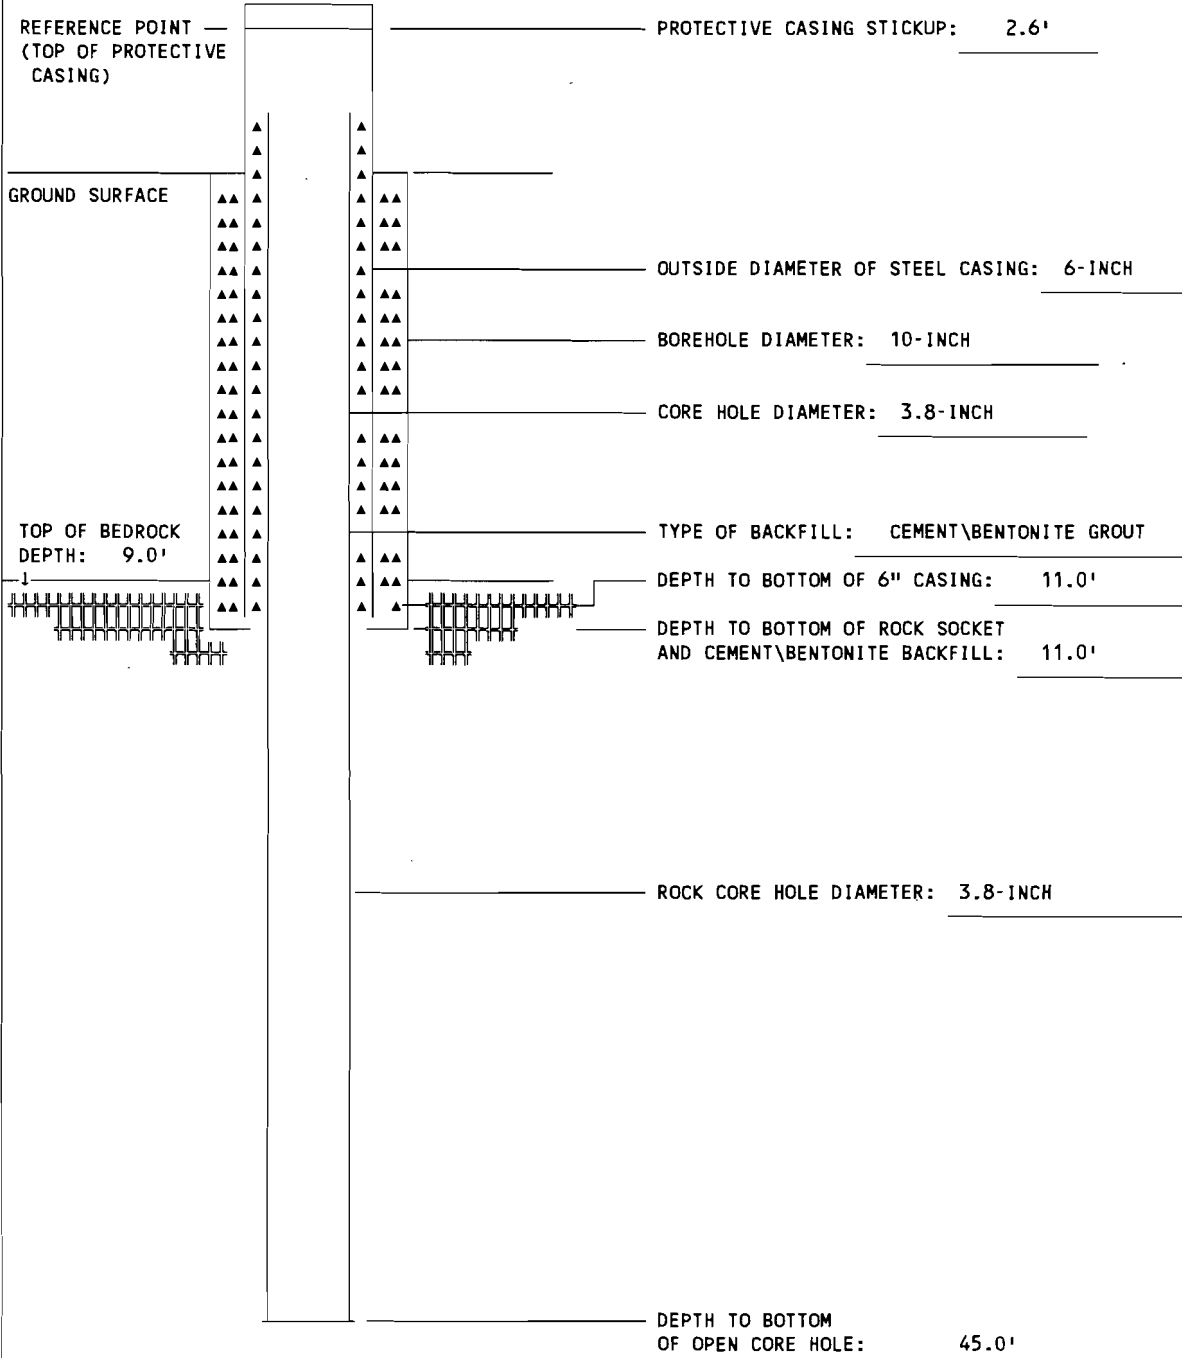 REFERENCE POINT
(TOP OF PROTECTIVE
CASING)
PROTECTIVE CASING STICKUP: 2.6'
GROUND SURFACE
OUTSIDE DIAMETER OF STEEL CASING: 6-INCH
BOREHOLE DIAMETER: 10-INCH
CORE HOLE DIAMETER: 3.8-INCH
TOP OF BEDROCK
DEPTH: 9.0'
TYPE OF BACKFILL: CEMENT\BENTONITE GROUT
DEPTH TO BOTTOM OF 6" CASING: 11.0'
DEPTH TO BOTTOM OF ROCK SOCKET
AND CEMENT\BENTONITE BACKFILL: 11.0'
ROCK CORE HOLE DIAMETER: 3.8-INCH
DEPTH TO BOTTOM
OF OPEN CORE HOLE: 45.0'